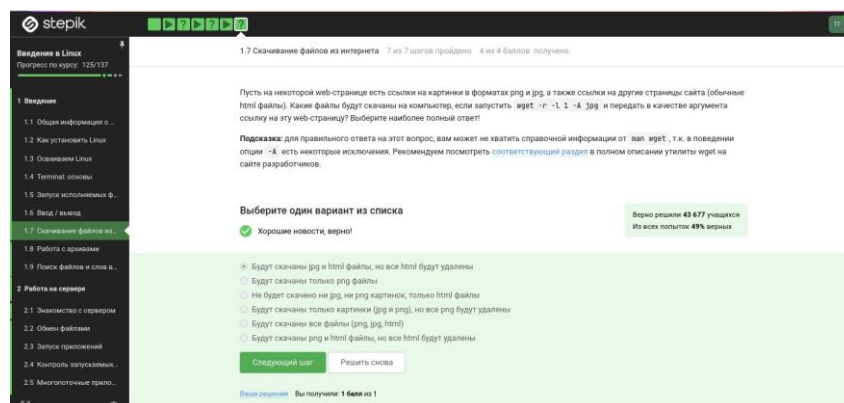 stepik
ТГ
Введение в Linux
Прогресс по курсу: 125/137
1 Введение
1.1 Общая информация о ...
1.2 Как установить Linux
1.3 Осваиваем Linux
1.4 Terminal: основы
1.5 Запуск исполняемых ф...
1.6 Ввод / вывод
1.7 Скачивание файлов из...
1.8 Работа с архивами
1.9 Поиск файлов и слов в...
2 Работа на сервере
2.1 Знакомство с сервером
2.2 Обмен файлами
2.3 Запуск приложений
2.4 Контроль запускаемых...
2.5 Многопоточные прило...
1.7 Скачивание файлов из интернета 7 из 7 шагов пройдено 4 из 4 баллов получено
Пусть на некоторой web-странице есть ссылки на картинки в форматах png и jpg, а также ссылки на другие страницы сайта (обычные
html файлы). Какие файлы будут скачаны на компьютер, если запустить wget -r -l 1 -A jpg и передать в качестве аргумента
ссылку на эту web-страницу? Выберите наиболее полный ответ!
Подсказка: для правильного ответа на этот вопрос, вам может не хватить справочной информации от man wget, т.к. в поведении
опции -A есть некоторые исключения. Рекомендуем посмотреть соответствующий раздел в полном описании утилиты wget на
сайте разработчиков.
Выберите один вариант из списка
Хорошие новости, верно!
Верно решили 43 677 учащихся
Из всех попыток 49% верных
Будут скачаны jpg и html файлы, но все html будут удалены
Будут скачаны только png файлы
Не будет скачено ни jpg, ни png картинок, только html файлы
Будут скачаны только картинки (jpg и png), но все png будут удалены
Будут скачаны все файлы (png, jpg, html)
Будут скачаны png и html файлы, но все html будут удалены
Следующий шаг
Решить снова
Ваши решения Вы получили: 1 балл из 1